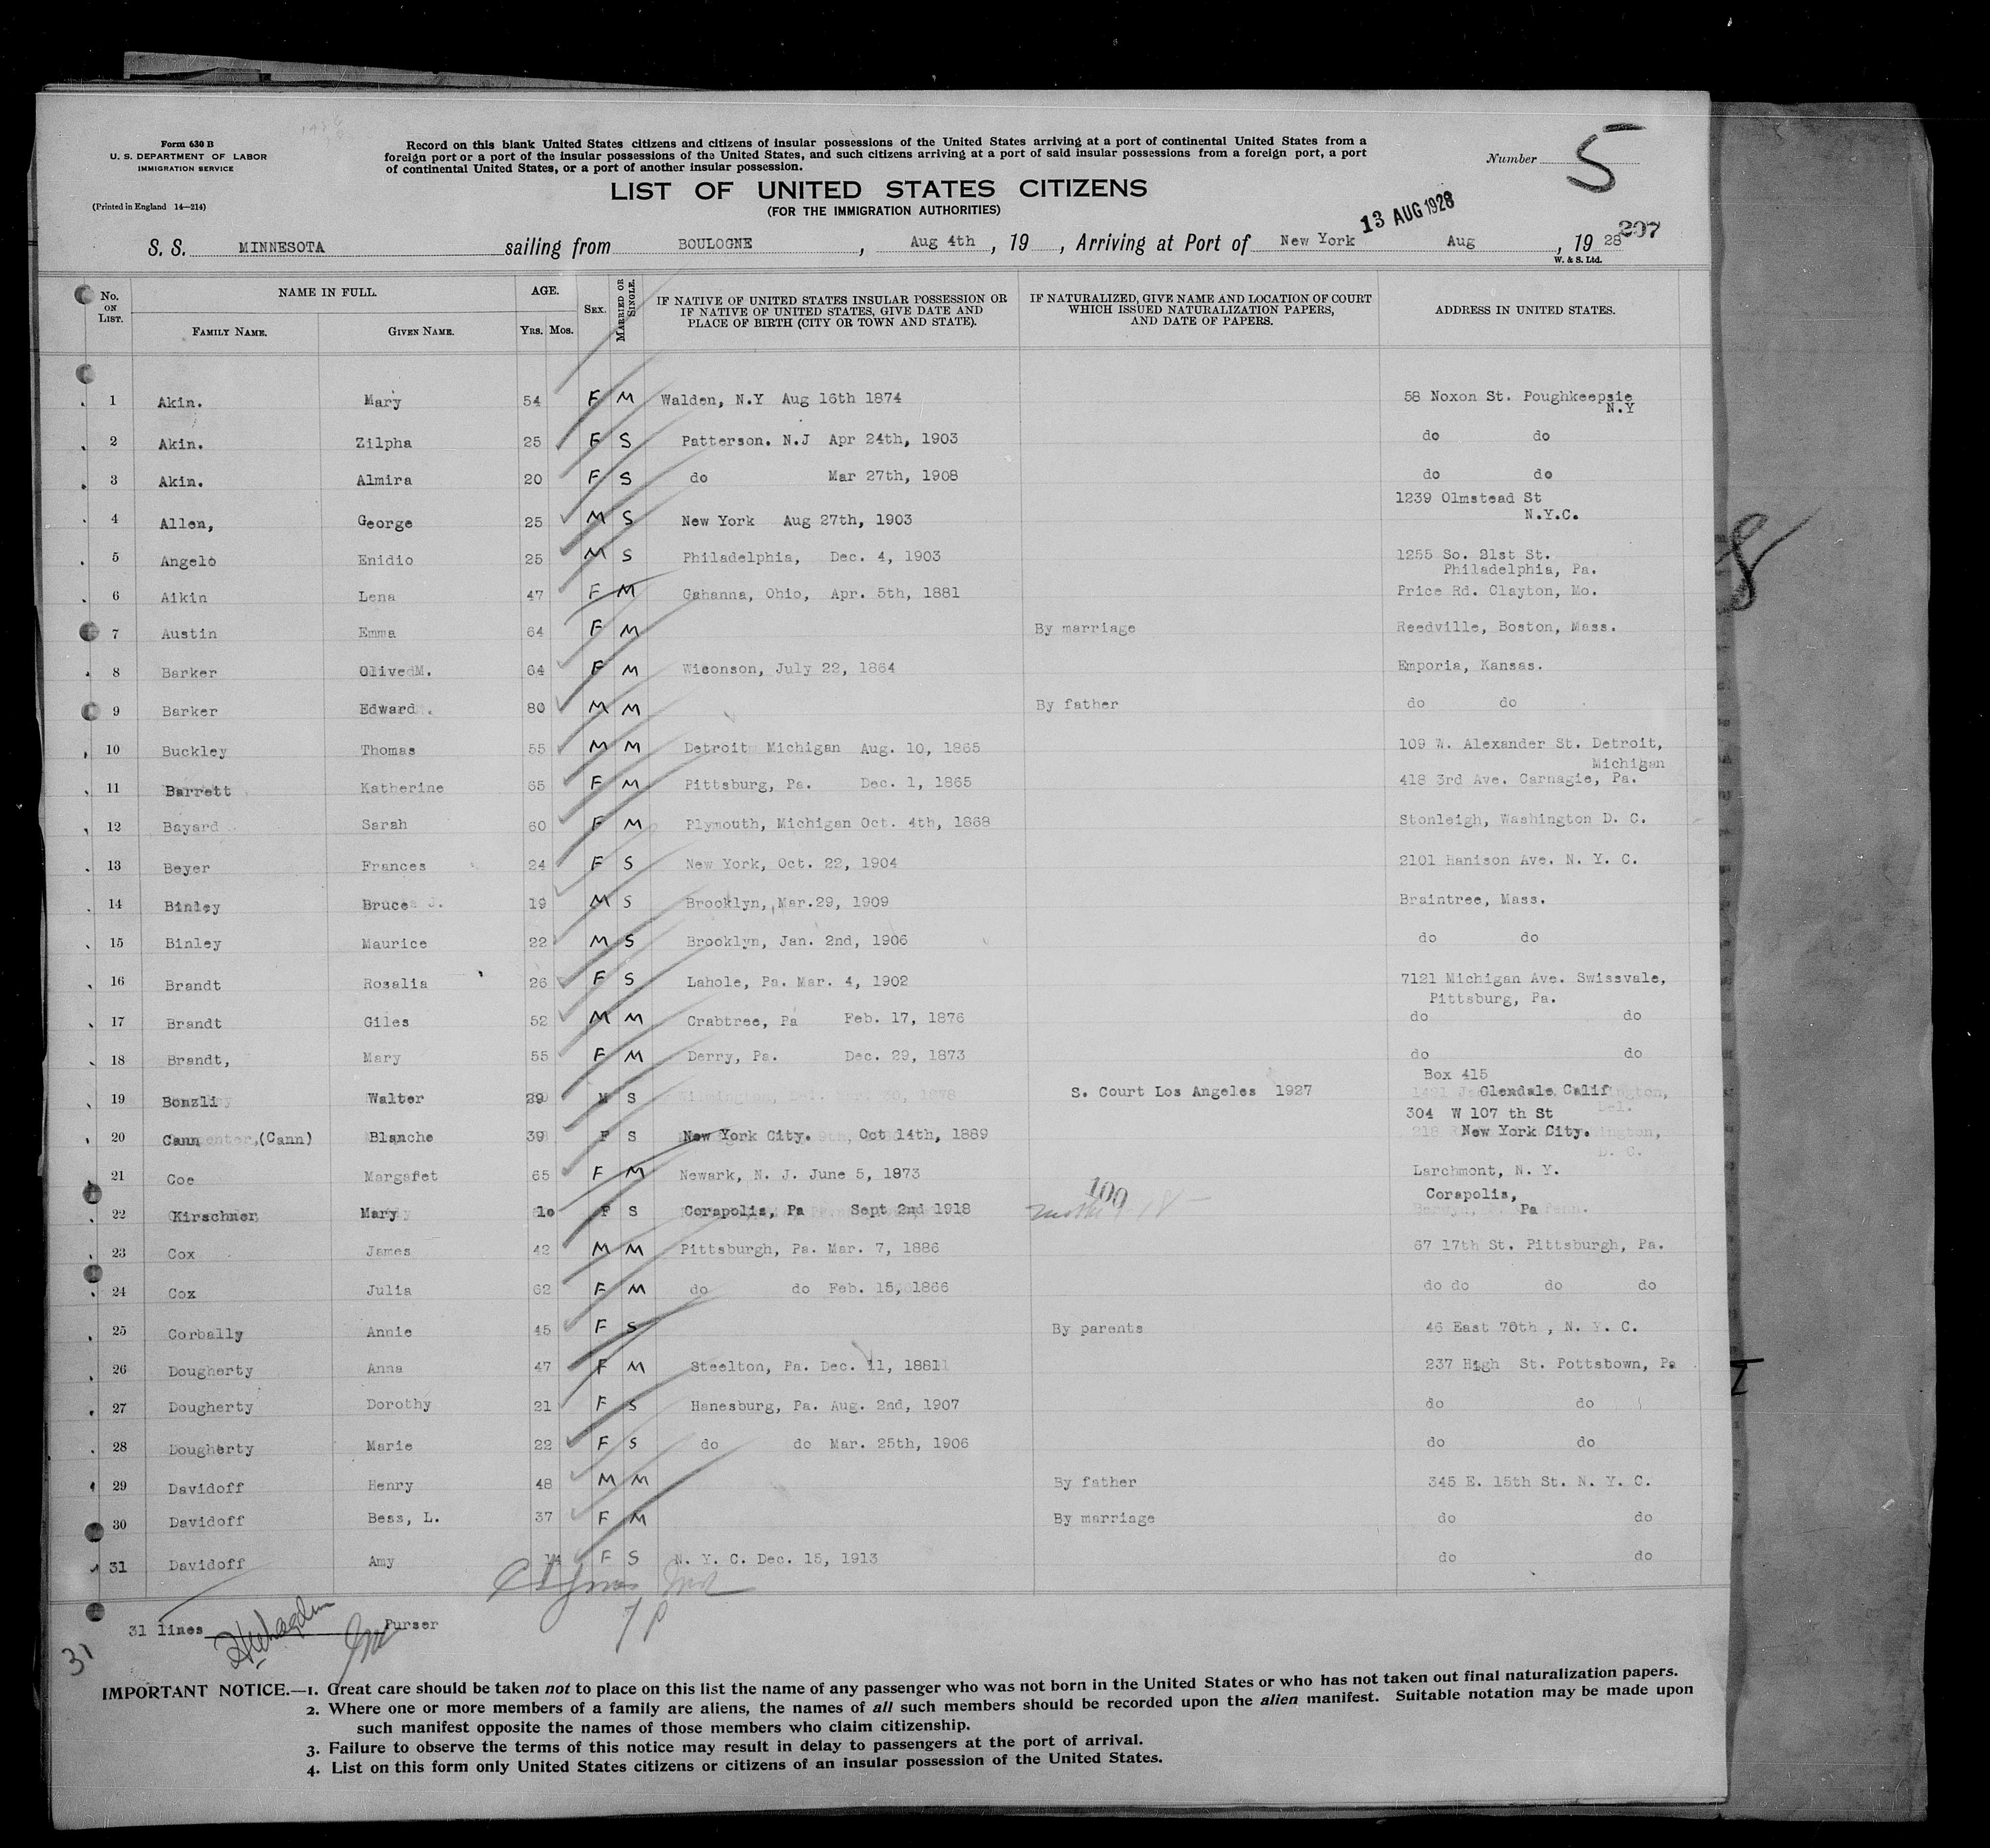 Form 630 B
U. S. DEPARTMENT OF LABOR
IMMIGRATION SERVICE
(Printed in England 14—214)
Record on this blank United States citizens and citizens of insular possessions of the United States arriving at a port of continental United States from a
foreign port or a port of the insular possessions of the United States, and such citizens arriving at a port of said insular possessions from a foreign port, a port
of continental United States, or a port of another insular possession.
Number 5
LIST OF UNITED STATES CITIZENS
(FOR THE IMMIGRATION AUTHORITIES)
13 AUG 1928
207
S. S. MINNESOTA sailing from BOULOGNE, Aug 4th, 19 , Arriving at Port of New York Aug, 19 28
W. & S. Ltd.
No. ON LIST. NAME IN FULL. FAMILY NAME. GIVEN NAME. AGE. YRS. MOS. SEX. MARRIED OR SINGLE. IF NATIVE OF UNITED STATES INSULAR POSSESSION OR IF NATIVE OF UNITED STATES, GIVE DATE AND PLACE OF BIRTH (CITY OR TOWN AND STATE). IF NATURALIZED, GIVE NAME AND LOCATION OF COURT WHICH ISSUED NATURALIZATION PAPERS, AND DATE OF PAPERS. ADDRESS IN UNITED STATES.
1 Akin. Mary 54 F M Walden, N.Y Aug 16th 1874 58 Noxon St. Poughkeepsie N.Y
2 Akin. Zilpha 25 F S Patterson. N.J Apr 24th, 1903 do do
3 Akin. Almira 20 F S do Mar 27th, 1908 do do
4 Allen, George 25 M S New York Aug 27th, 1903 1239 Olmstead St N.Y.C.
5 Angelo Enidio 25 M S Philadelphia, Dec. 4, 1903 1255 So. 21st St. Philadelphia, Pa.
6 Aikin Lena 47 F M Gahanna, Ohio, Apr. 5th, 1881 Price Rd. Clayton, Mo.
7 Austin Emma 64 F M By marriage Reedville, Boston, Mass.
8 Barker Olive M. 64 F M Wiconson, July 22, 1864 Emporia, Kansas.
9 Barker Edward. 80 M M By father do do
10 Buckley Thomas 55 M M Detroit Michigan Aug. 10, 1865 109 W. Alexander St. Detroit, Michigan
11 Barrett Katherine 65 F M Pittsburg, Pa. Dec. 1, 1865 418 3rd Ave. Carnagie, Pa.
12 Bayard Sarah 60 F M Plymouth, Michigan Oct. 4th, 1868 Stonleigh, Washington D. C.
13 Beyer Frances 24 F S New York, Oct. 22, 1904 2101 Hanison Ave. N. Y. C.
14 Binley Bruce J. 19 M S Brooklyn, Mar.29, 1909 Braintree, Mass.
15 Binley Maurice 22 M S Brooklyn, Jan. 2nd, 1906 do do
16 Brandt Rosalia 26 F S Lahole, Pa. Mar. 4, 1902 7121 Michigan Ave. Swissvale, Pittsburg, Pa.
17 Brandt Giles 52 M M Crabtree, Pa Feb. 17, 1876 do do
18 Brandt, Mary 55 F M Derry, Pa. Dec. 29, 1873 do do
19 Bonzli Walter 29 M S S. Court Los Angeles 1927 Box 415 Glendale Calif
20 Cann (Cann) Blanche 39 F S New York City. Oct 14th, 1889 304 W 107 th St New York City.
21 Coe Margaret 65 F M Newark, N. J. June 5, 1873 Larchmont, N. Y.
22 Kirschner Mary 10 F S Corapolis, Pa Sept 2nd 1918 100 Corapolis, Pa
23 Cox James 42 M M Pittsburgh, Pa. Mar. 7, 1886 67 17th St. Pittsburgh, Pa.
24 Cox Julia 62 F M do do Feb. 15, 1866 do do do do
25 Corbally Annie 45 F S By parents 46 East 70th , N. Y. C.
26 Dougherty Anna 47 F M Steelton, Pa. Dec. 11, 1881 237 High St. Pottstown, Pa
27 Dougherty Dorothy 21 F S Hanesburg, Pa. Aug. 2nd, 1907 do do
28 Dougherty Marie 22 F S do do Mar. 25th, 1906 do do
29 Davidoff Henry 48 M M By father 345 E. 15th St. N. Y. C.
30 Davidoff Bess, L. 37 F M By marriage do do
31 Davidoff Amy 14 F S N. Y. C. Dec. 15, 1913 do do
31 lines Purser
31
IMPORTANT NOTICE.—1. Great care should be taken not to place on this list the name of any passenger who was not born in the United States or who has not taken out final naturalization papers.
2. Where one or more members of a family are aliens, the names of all such members should be recorded upon the alien manifest. Suitable notation may be made upon
such manifest opposite the names of those members who claim citizenship.
3. Failure to observe the terms of this notice may result in delay to passengers at the port of arrival.
4. List on this form only United States citizens or citizens of an insular possession of the United States.